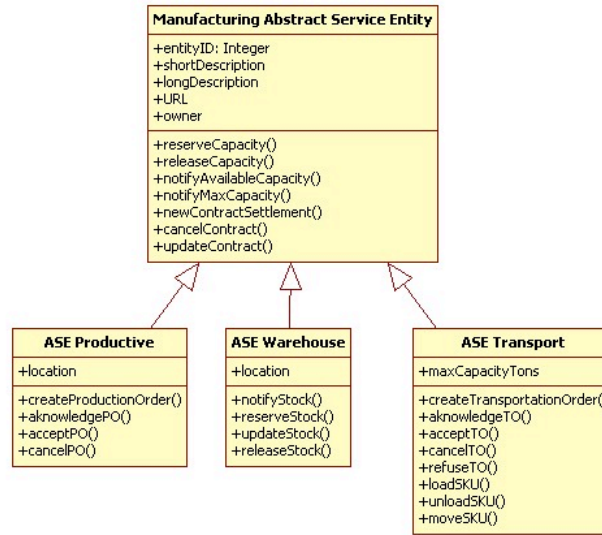 Manufacturing Abstract Service Entity
+entityID: Integer
+shortDescription
+longDescription
+URL
+owner
+reserveCapacity()
+releaseCapacity()
+notifyAvailableCapacity()
+notifyMaxCapacity()
+newContractSettlement()
+cancelContract()
+updateContract()
ASE Productive
+location
+createProductionOrder()
+aknowledgePO()
+acceptPO()
+cancelPO()
ASE Warehouse
+location
+notifyStock()
+reserveStock()
+updateStock()
+releaseStock()
ASE Transport
+maxCapacityTons
+createTransportationOrder()
+aknowledgeTO()
+acceptTO()
+cancelTO()
+refuseTO()
+loadSKU()
+unloadSKU()
+moveSKU()